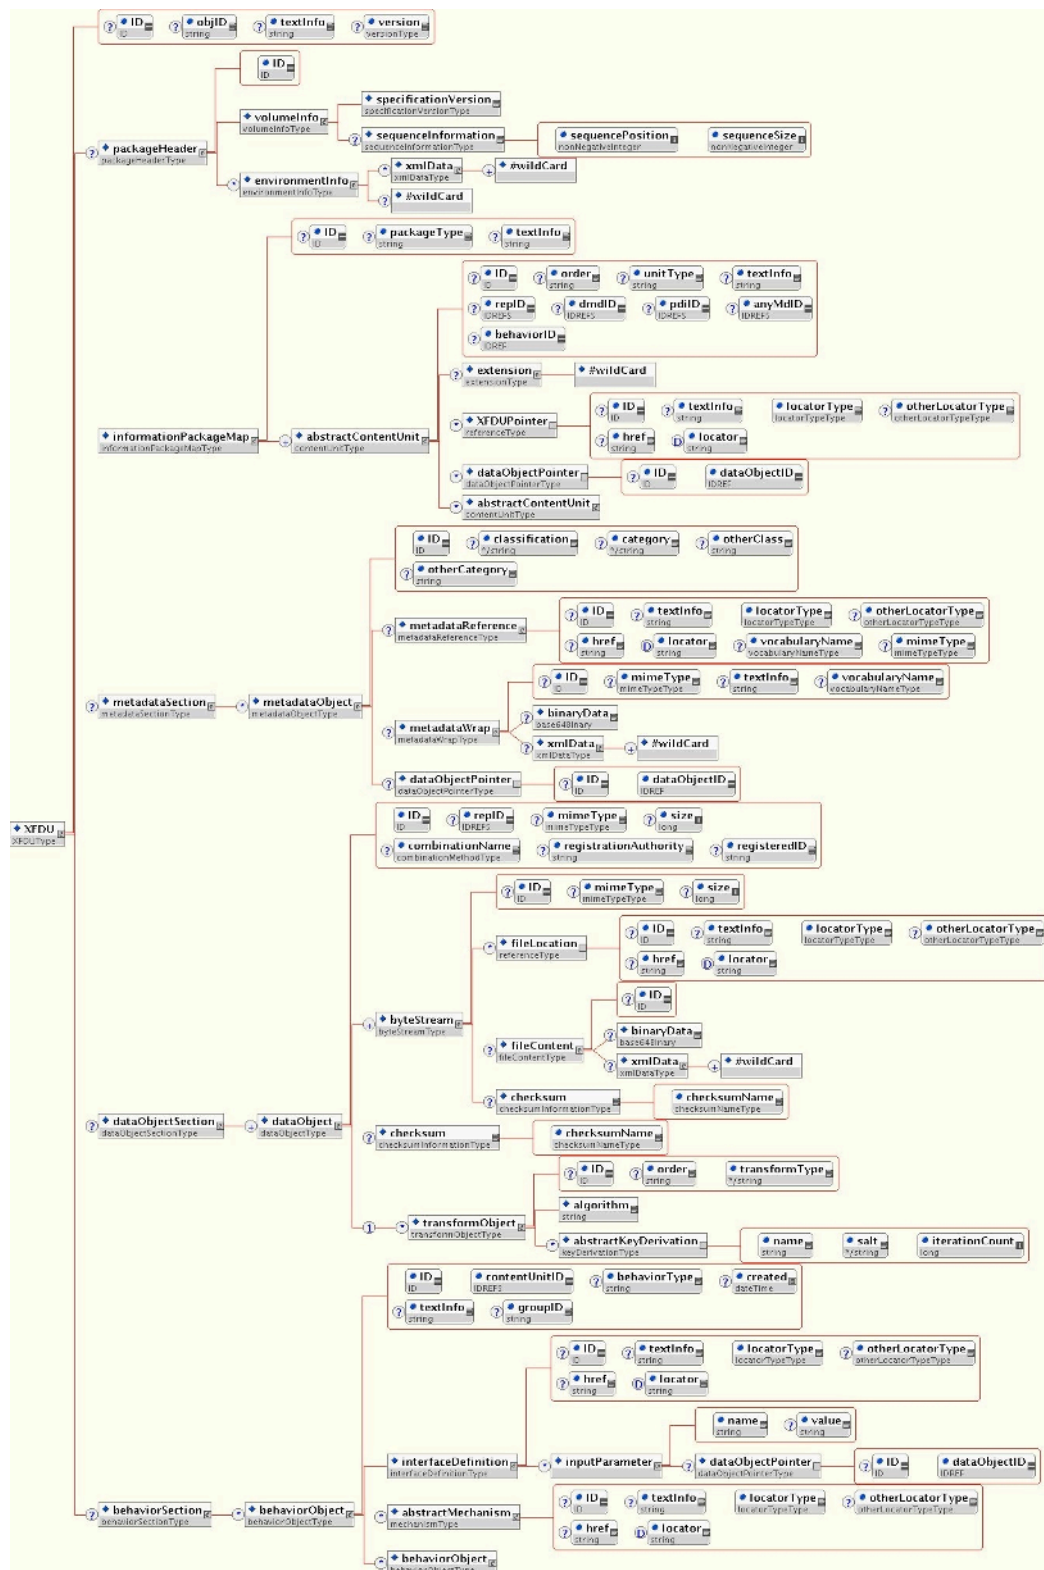 ID objID textInfo version
ID string string versionType
ID
ID
volumeInfo specificationVersion
volumeInfoType specificationVersionType
sequenceInformation sequencePosition sequenceSize
sequenceInformationType nonNegativeInteger nonNegativeInteger
packageHeader
packageHeaderType
environmentInfo xmlData #wildCard
environmentInfoType xmlDataType
#wildCard
ID packageType textInfo
ID string string
ID order unitType textInfo
ID string string string
repID dmdID pdiID anyMdID
IDREFS IDREFS IDREFS IDREFS
behaviorID
IDREF
extension #wildCard
extensionType
ID textInfo locatorType otherLocatorType
ID string locatorTypeType otherLocatorTypeType
XFDUPointer
referenceType
href locator
string string
informationPackageMap abstractContentUnit
informationPackageMapType contentUnitType
dataObjectPointer ID dataObjectID
dataObjectPointerType ID IDREF
abstractContentUnit
contentUnitType
ID classification category otherClass
ID */string */string string
otherCategory
string
ID textInfo locatorType otherLocatorType
ID string locatorTypeType otherLocatorTypeType
metadataReference
metadataReferenceType
href locator vocabularyName mimeType
string string vocabularyNameType mimeTypeType
ID mimeType textInfo vocabularyName
ID mimeTypeType string vocabularyNameType
metadataSection metadataObject
metadataSectionType metadataObjectType
metadataWrap binaryData
metadataWrapType base64Binary
xmlData #wildCard
xmlDataType
dataObjectPointer ID dataObjectID
dataObjectPointerType ID IDREF
XFDU
XFDUType
ID repID mimeType size
ID IDREFS mimeTypeType long
combinationName registrationAuthority registeredID
combinationMethodType string string
ID mimeType size
ID mimeTypeType long
ID textInfo locatorType otherLocatorType
ID string locatorTypeType otherLocatorTypeType
fileLocation
referenceType
href locator
string string
ID
ID
byteStream
byteStreamType
fileContent binaryData
fileContentType base64Binary
xmlData #wildCard
xmlDataType
checksum checksumName
checksumInformationType checksumNameType
dataObjectSection dataObject
dataObjectSectionType dataObjectType
checksum checksumName
checksumInformationType checksumNameType
ID order transformType
ID string */string
algorithm
string
transformObject
transformObjectType
abstractKeyDerivation name salt iterationCount
keyDerivationType string */string long
ID contentUnitID behaviorType created
ID IDREFS string dateTime
textInfo groupID
string string
ID textInfo locatorType otherLocatorType
ID string locatorTypeType otherLocatorTypeType
href locator
string string
name value
string string
interfaceDefinition inputParameter dataObjectPointer ID dataObjectID
interfaceDefinitionType dataObjectPointerType ID IDREF
ID textInfo locatorType otherLocatorType
ID string locatorTypeType otherLocatorTypeType
behaviorSection behaviorObject abstractMechanism
behaviorSectionType behaviorObjectType mechanismType
href locator
string string
behaviorObject
behaviorObjectType